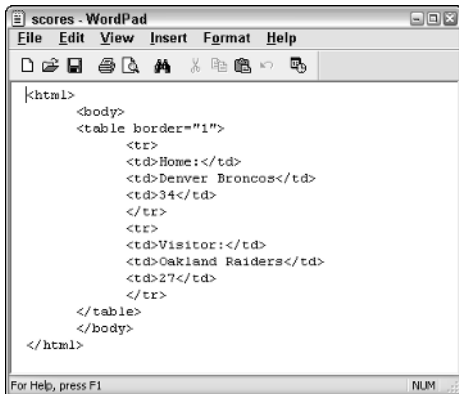 scores - WordPad
File Edit View Insert Format Help
<html>
<body>
<table border="1">
<tr>
<td>Home:</td>
<td>Denver Broncos</td>
<td>34</td>
</tr>
<tr>
<td>Visitor:</td>
<td>Oakland Raiders</td>
<td>27</td>
</tr>
</table>
</body>
</html>
For Help, press F1 NUM